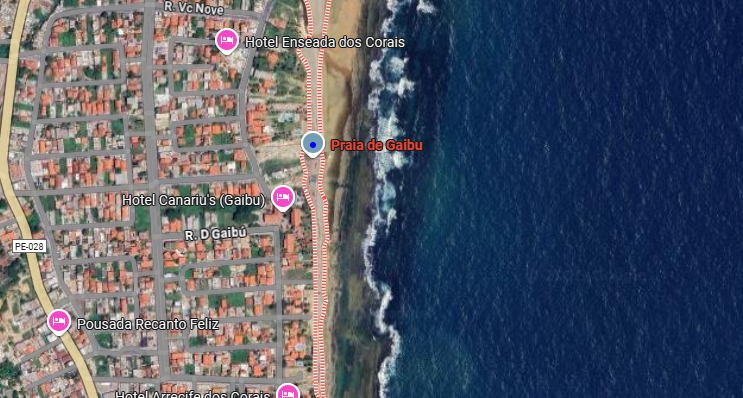 R. Vc Nove
Hotel Enseada dos Corais
Praia de Gaibu
Hotel Canariu's (Gaibu)
R. D Gaibú
PE-028
Pousada Recanto Feliz
Hotel Arrecife dos Corais